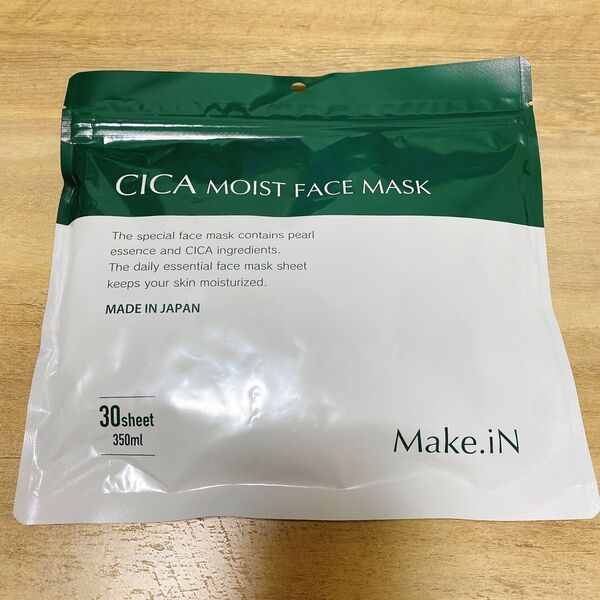 CICA MOIST FACE MASK
The special face mask contains pearl
essence and CICA ingredients.
The daily essential face mask sheet
keeps your skin moisturized.
MADE IN JAPAN
30sheet
350ml
Make.iN